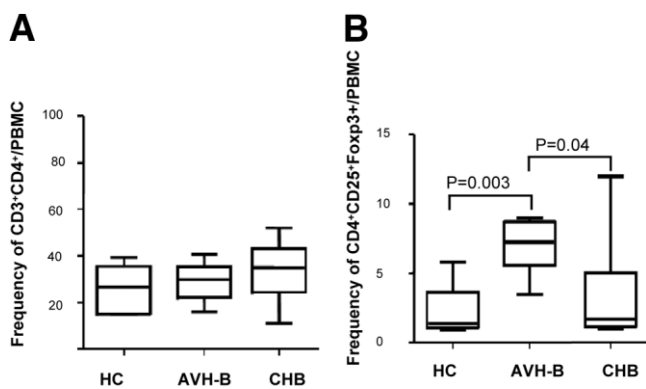 A
Frequency of CD3+CD4+/PBMC
100
80
60
40
20
HC AVH-B CHB
B
Frequency of CD4+CD25+Foxp3+/PBMC
15
10
5
0
P=0.003
P=0.04
HC AVH-B CHB